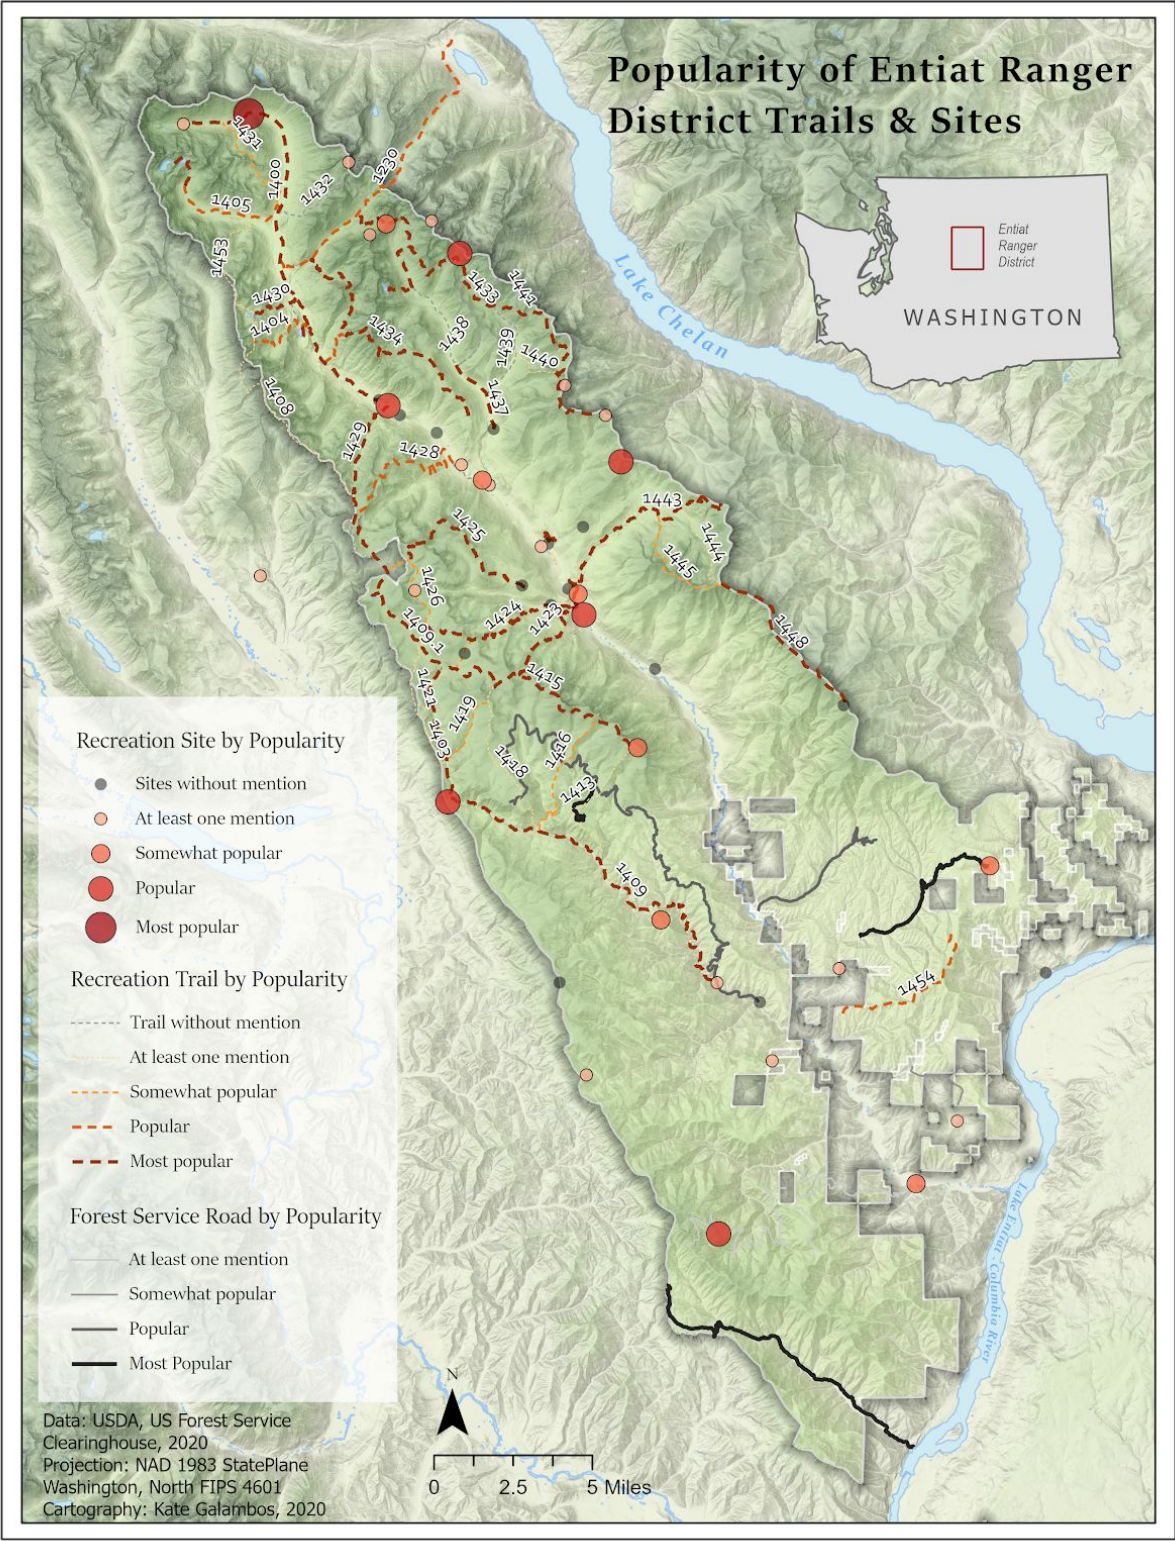 Popularity of Entiat Ranger
District Trails & Sites
Entiat
Ranger
District
WASHINGTON
Lake Chelan
1431
1400
1432
1230
1405
1453
1430
1404
1433
1441
1434
1438
1439
1440
1437
1408
1429
1428
1443
1444
1445
1425
1426
1424
1423
1409.1
1448
1415
1421
1419
1403
1418
1416
1413
1409
1454
Lake Entiat - Columbia River
Recreation Site by Popularity
Sites without mention
At least one mention
Somewhat popular
Popular
Most popular
Recreation Trail by Popularity
Trail without mention
At least one mention
Somewhat popular
Popular
Most popular
Forest Service Road by Popularity
At least one mention
Somewhat popular
Popular
Most Popular
N
0 2.5 5 Miles
Data: USDA, US Forest Service
Clearinghouse, 2020
Projection: NAD 1983 StatePlane
Washington, North FIPS 4601
Cartography: Kate Galambos, 2020